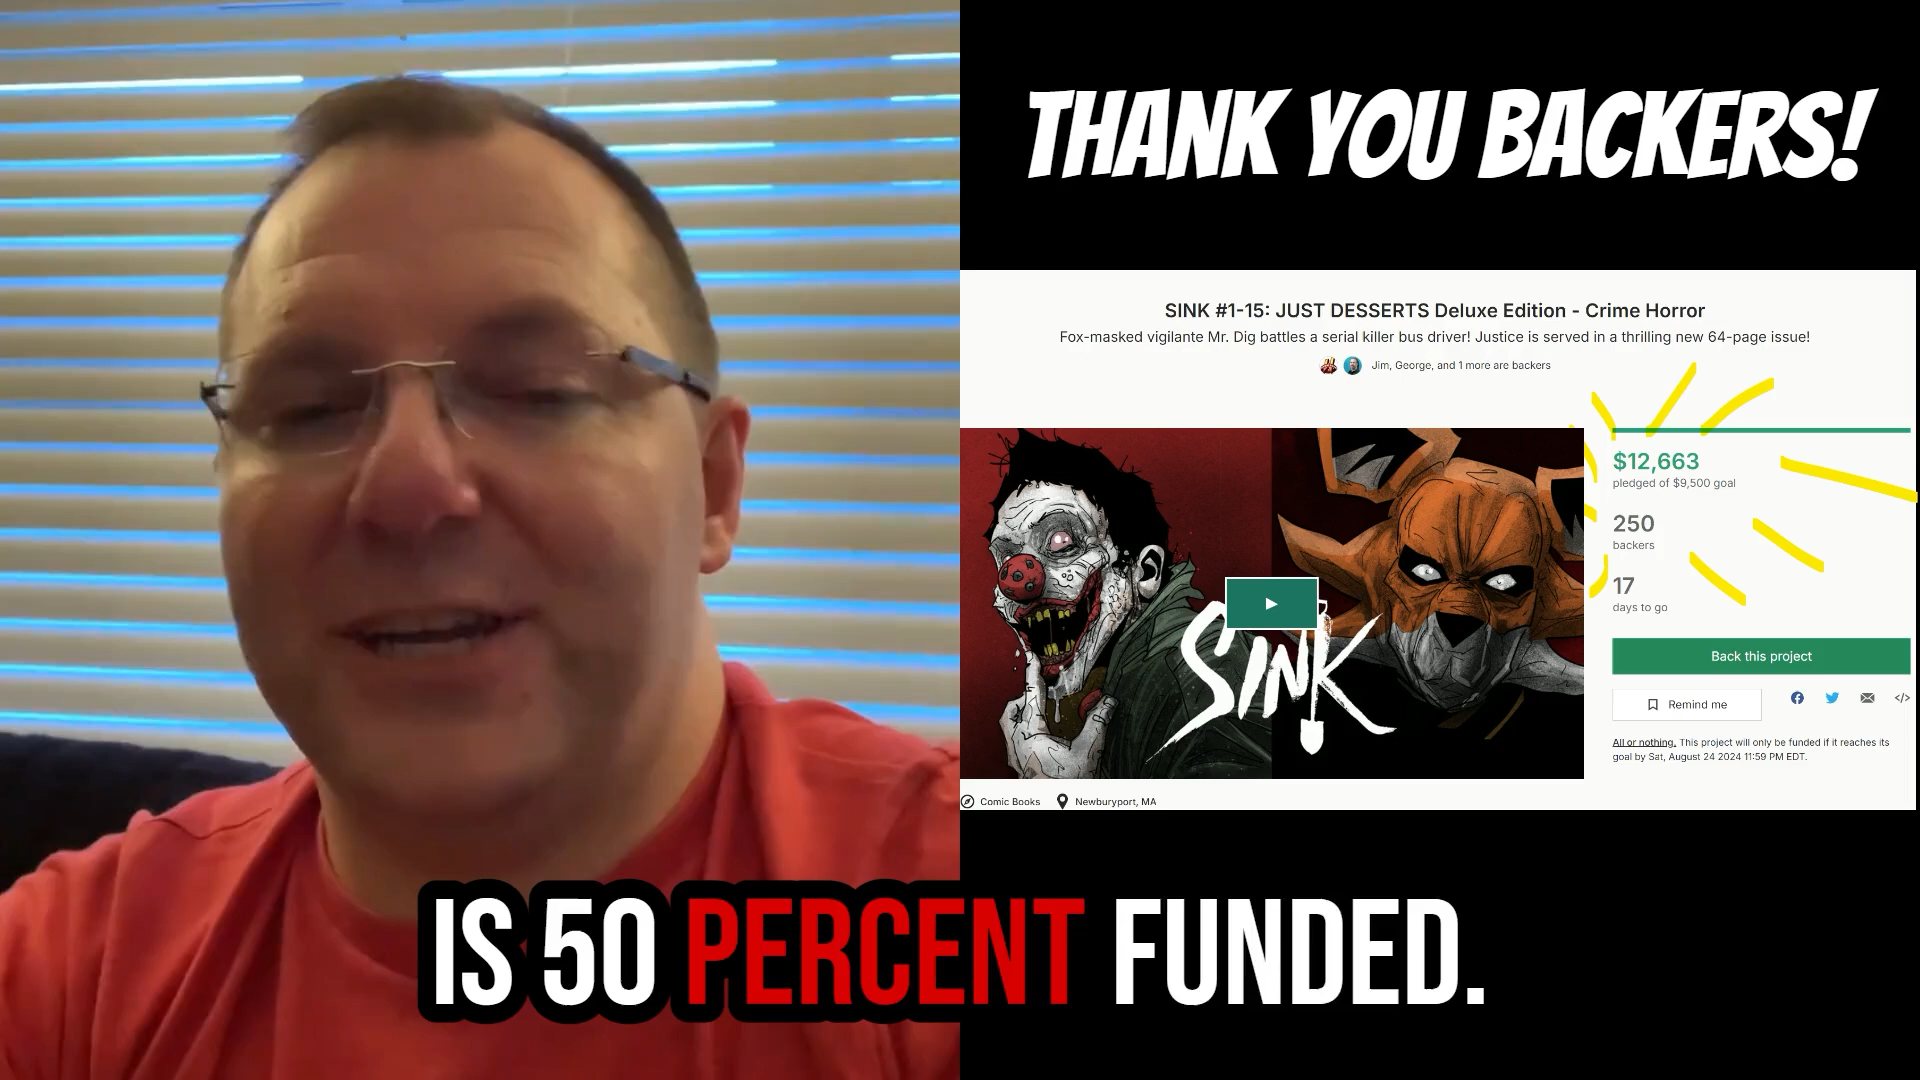 THANK YOU BACKERS!
SINK #1-15: JUST DESSERTS Deluxe Edition - Crime Horror
Fox-masked vigilante Mr. Dig battles a serial killer bus driver! Justice is served in a thrilling new 64-page issue!
Jim, George, and 1 more are backers
$12,663
pledged of $9,500 goal
250
backers
17
days to go
SINK
Back this project
Remind me
</>
All or nothing. This project will only be funded if it reaches its
goal by Sat, August 24 2024 11:59 PM EDT.
Comic Books Newburyport, MA
IS 50 PERCENT FUNDED.